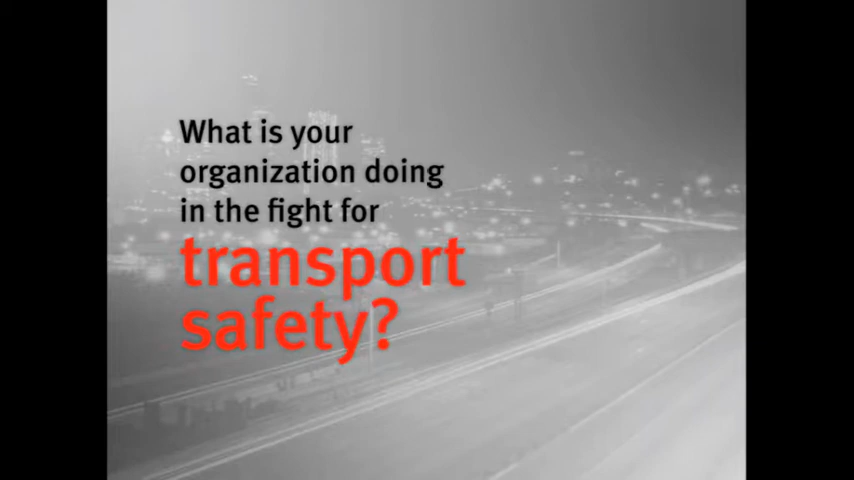 What is your
organization doing
in the fight for
transport
safety?